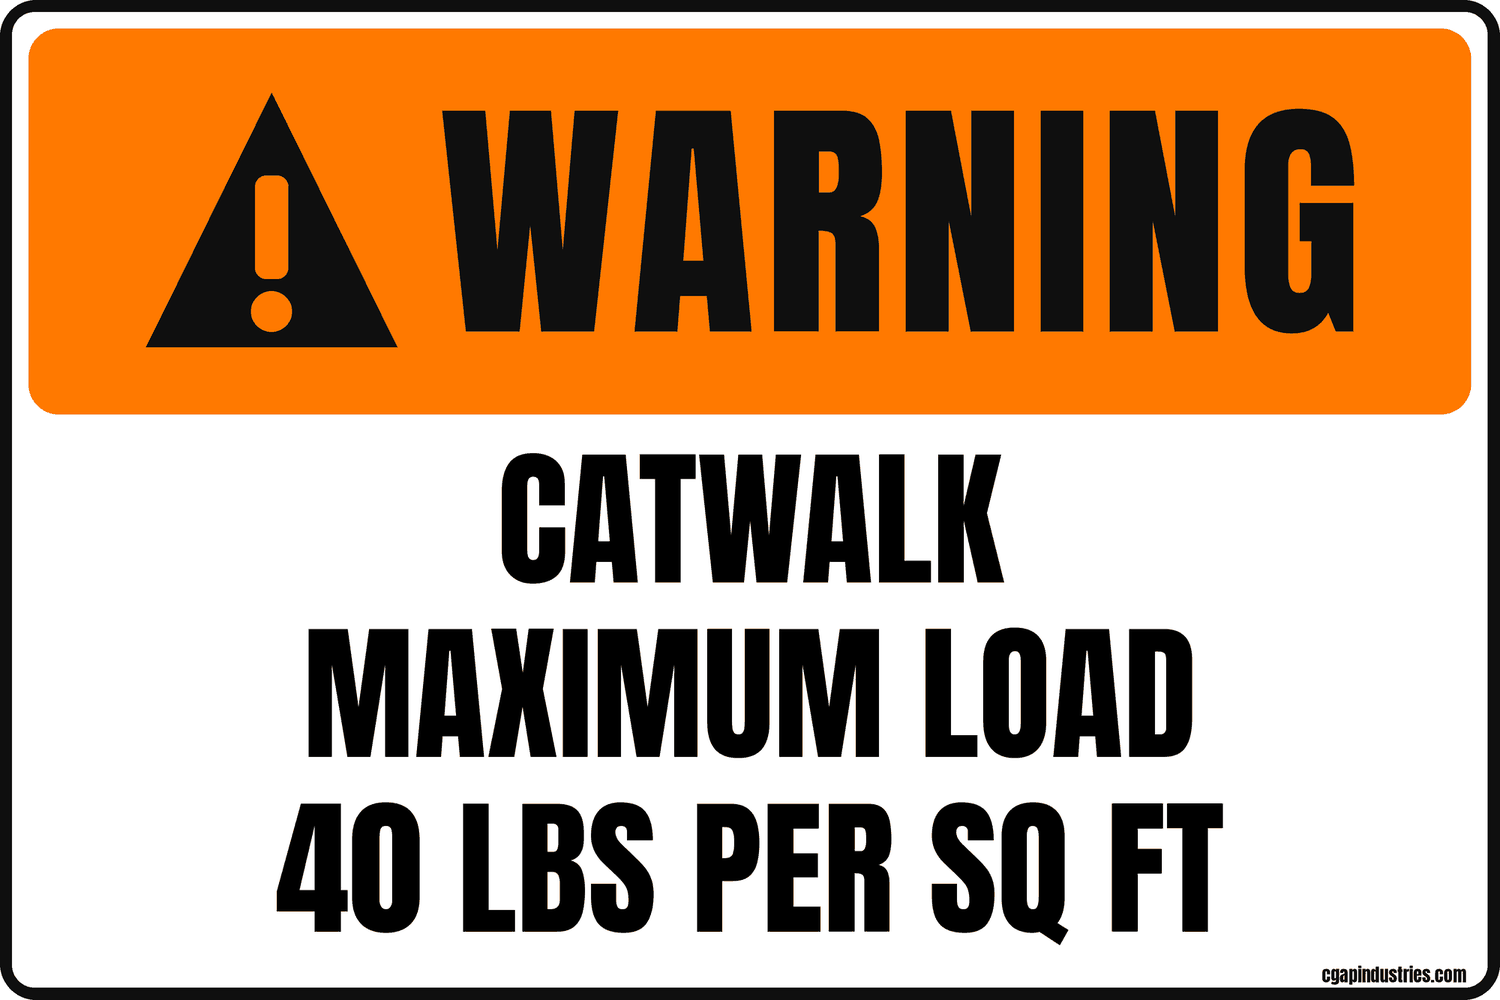 WARNING
CATWALK
MAXIMUM LOAD
40 LBS PER SQ FT
cgapindustries.com